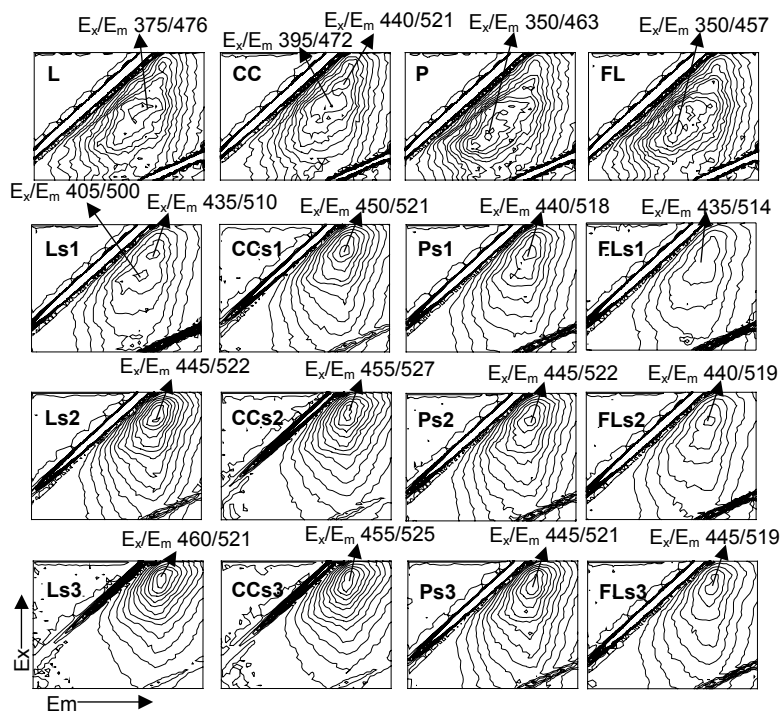 Eₓ/Eₘ 375/476
Eₓ/Eₘ 395/472
Eₓ/Eₘ 440/521
Eₓ/Eₘ 350/463
Eₓ/Eₘ 350/457
L
CC
P
FL
Eₓ/Eₘ 405/500
Eₓ/Eₘ 435/510
Eₓ/Eₘ 450/521
Eₓ/Eₘ 440/518
Eₓ/Eₘ 435/514
Ls1
CCs1
Ps1
FLs1
Eₓ/Eₘ 445/522
Eₓ/Eₘ 455/527
Eₓ/Eₘ 445/522
Eₓ/Eₘ 440/519
Ls2
CCs2
Ps2
FLs2
Eₓ/Eₘ 460/521
Eₓ/Eₘ 455/525
Eₓ/Eₘ 445/521
Eₓ/Eₘ 445/519
Ls3
CCs3
Ps3
FLs3
Ex
Em